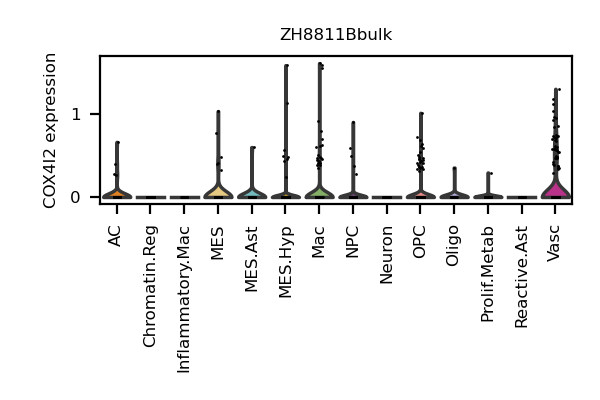 ZH8811Bbulk
COX4I2 expression
1
0
AC
Chromatin.Reg
Inflammatory.Mac
MES
MES.Ast
MES.Hyp
Mac
NPC
Neuron
OPC
Oligo
Prolif.Metab
Reactive.Ast
Vasc